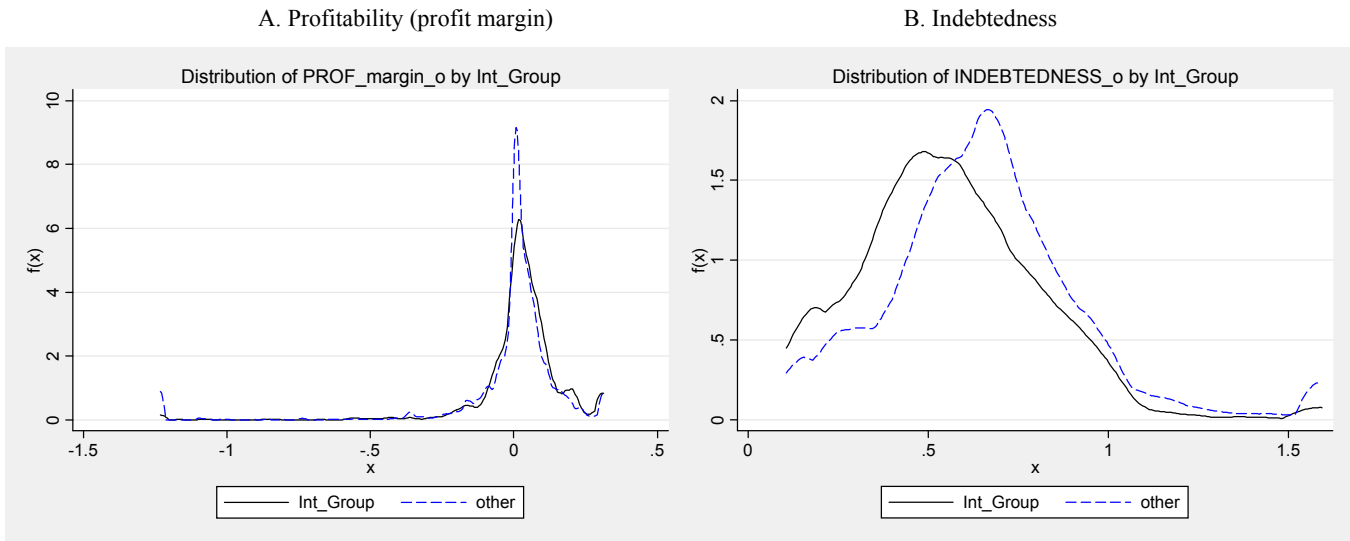 A. Profitability (profit margin)
B. Indebtedness
Distribution of PROF_margin_o by Int_Group
10
8
6
4
2
0
f(x)
-1.5
-1
-.5
0
.5
x
Int_Group
other
Distribution of INDEBTEDNESS_o by Int_Group
2
1.5
1
.5
0
f(x)
0
.5
1
1.5
x
Int_Group
other